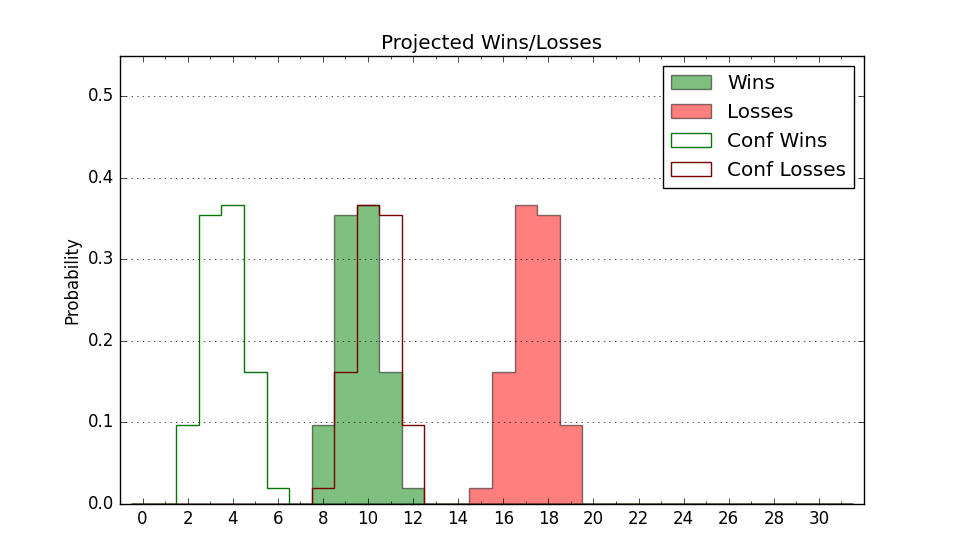 Projected Wins/Losses
Wins
Losses
Conf Wins
Conf Losses
Probability
0.5
0.4
0.3
0.2
0.1
0.0
0 2 4 6 8 10 12 14 16 18 20 22 24 26 28 30